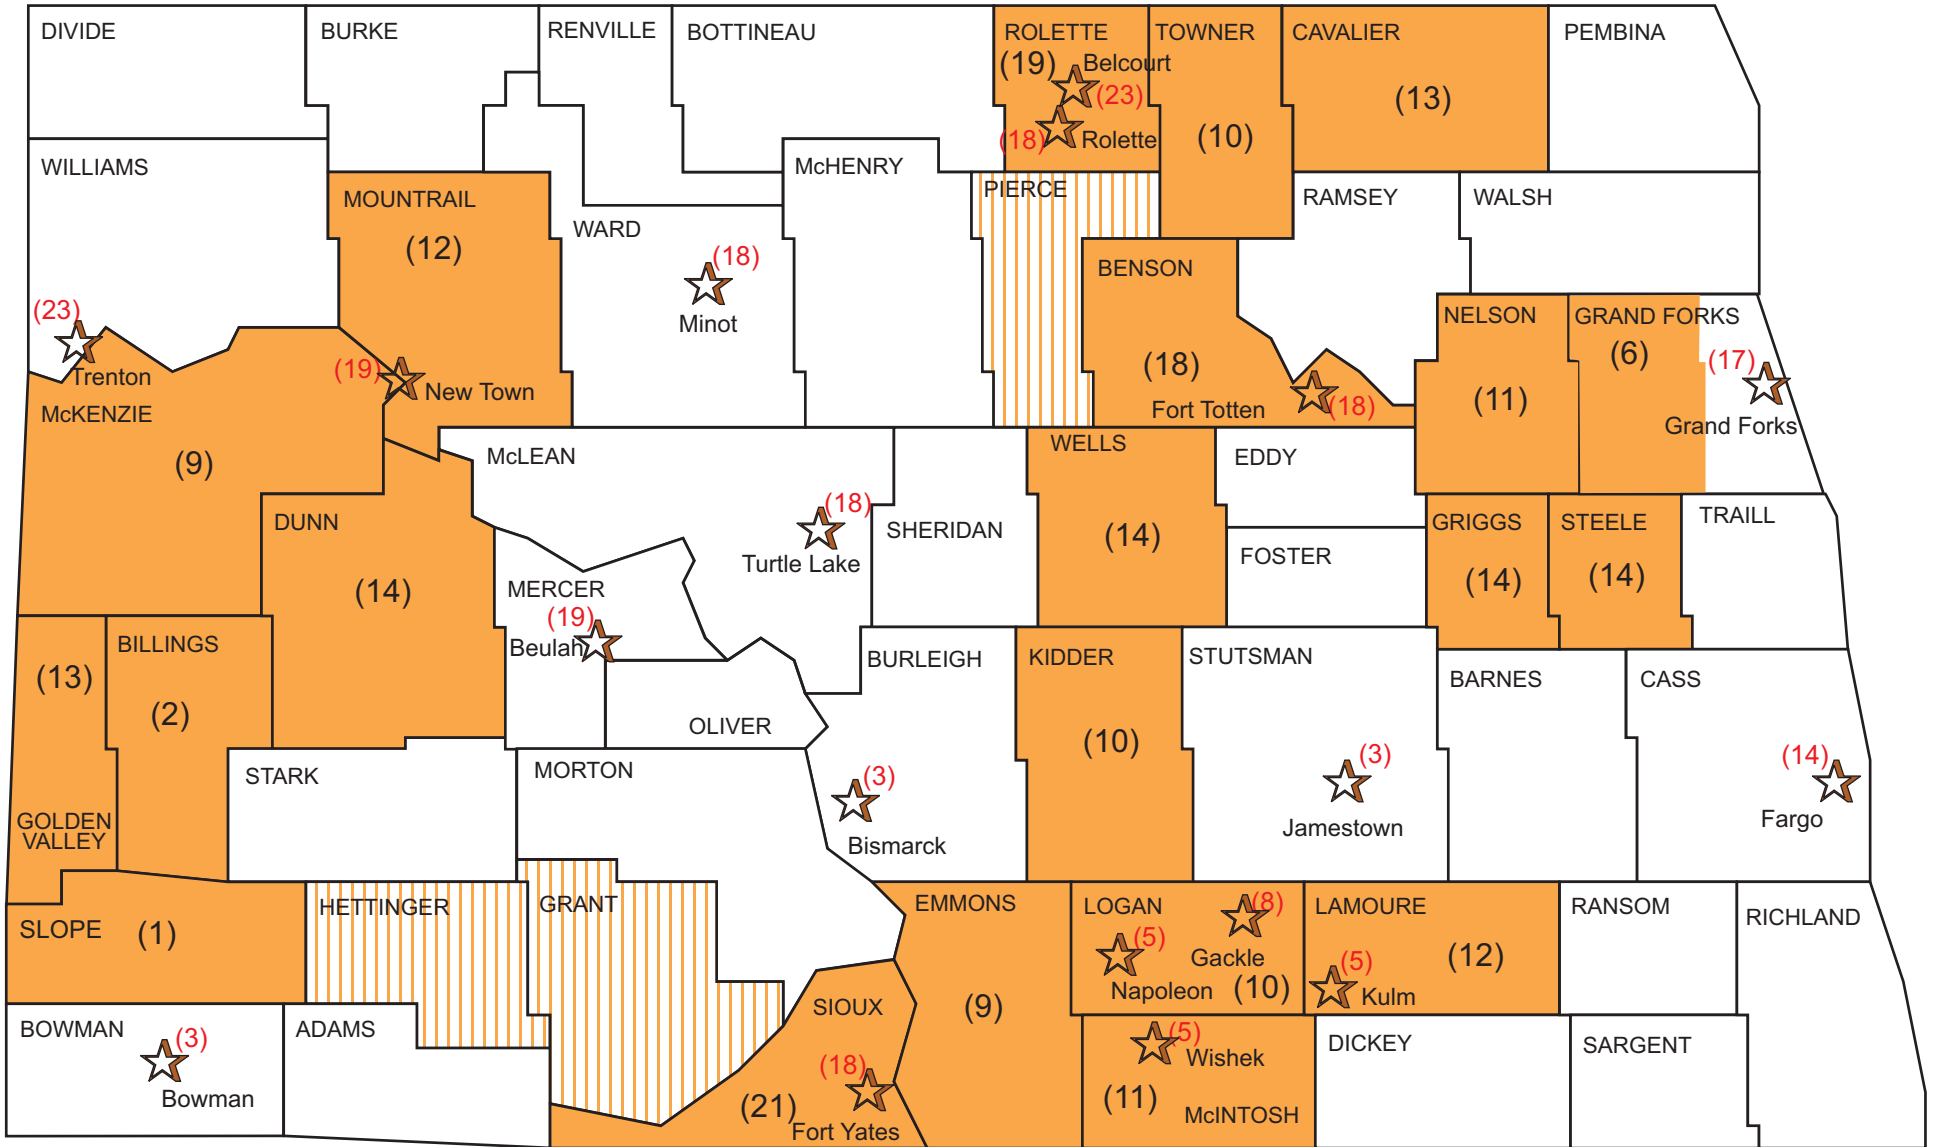 DIVIDE
BURKE
RENVILLE
BOTTINEAU
ROLETTE
(19)
Belcourt
(23)
(18)
Rolette
TOWNER
(10)
CAVALIER
(13)
PEMBINA
WILLIAMS
(23)
Trenton
MOUNTRAIL
(12)
(19)
New Town
WARD
(18)
Minot
McHENRY
PIERCE
BENSON
(18)
Fort Totten
(18)
RAMSEY
WALSH
NELSON
(11)
GRAND FORKS
(6)
(17)
Grand Forks
McKENZIE
(9)
DUNN
(14)
McLEAN
(18)
Turtle Lake
SHERIDAN
WELLS
(14)
EDDY
FOSTER
GRIGGS
(14)
STEELE
(14)
TRAILL
MERCER
(19)
Beulah
OLIVER
(13)
GOLDEN
VALLEY
BILLINGS
(2)
STARK
MORTON
BURLEIGH
(3)
Bismarck
KIDDER
(10)
STUTSMAN
(3)
Jamestown
BARNES
CASS
(14)
Fargo
SLOPE
(1)
HETTINGER
GRANT
EMMONS
(9)
LOGAN
(5)
Napoleon
(8)
Gackle
(10)
LAMOURE
(12)
(5)
Kulm
RANSOM
RICHLAND
BOWMAN
(3)
Bowman
ADAMS
SIOUX
(18)
(21)
Fort Yates
(5)
Wishek
(11)
McINTOSH
DICKEY
SARGENT